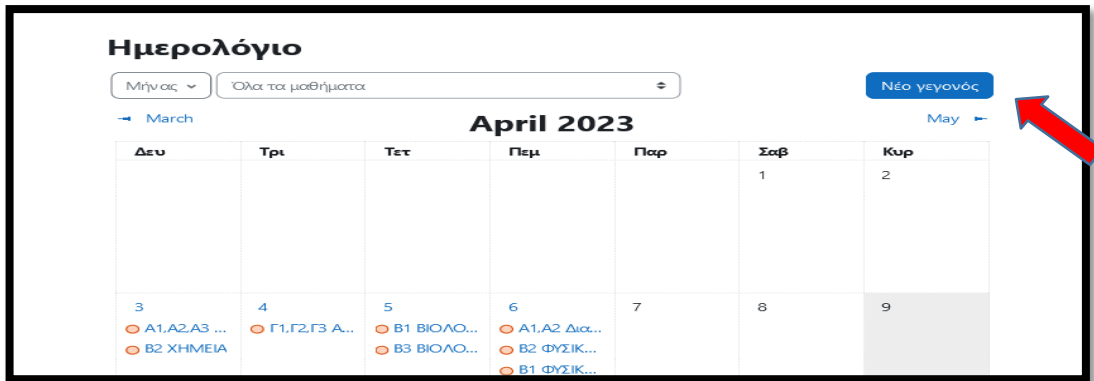 Ημερολόγιο
Μήνας Όλα τα μαθήματα Νέο γεγονός
March April 2023 May
Δευ Τρι Τετ Πεμ Παρ Σαβ Κυρ
1 2
3 4 5 6 7 8 9
Α1,Α2,Α3 ... Γ1,Γ2,Γ3 Α... Β1 ΒΙΟΛΟ... Α1,Α2 Δια...
Β2 ΧΗΜΕΙΑ Β3 ΒΙΟΛΟ... Β2 ΦΥΣΙΚ...
Β1 ΦΥΣΙΚ...